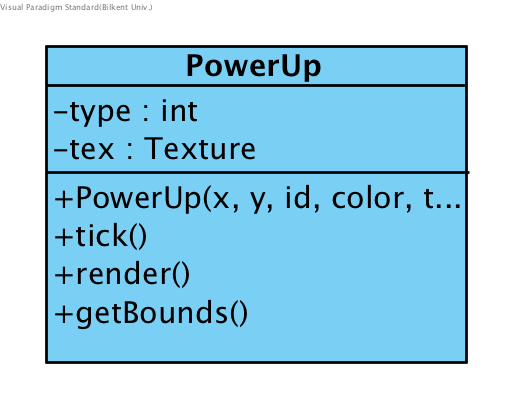 Visual Paradigm Standard(Bilkent Univ.)
PowerUp
-type : int
-tex : Texture
+PowerUp(x, y, id, color, t...
+tick()
+render()
+getBounds()